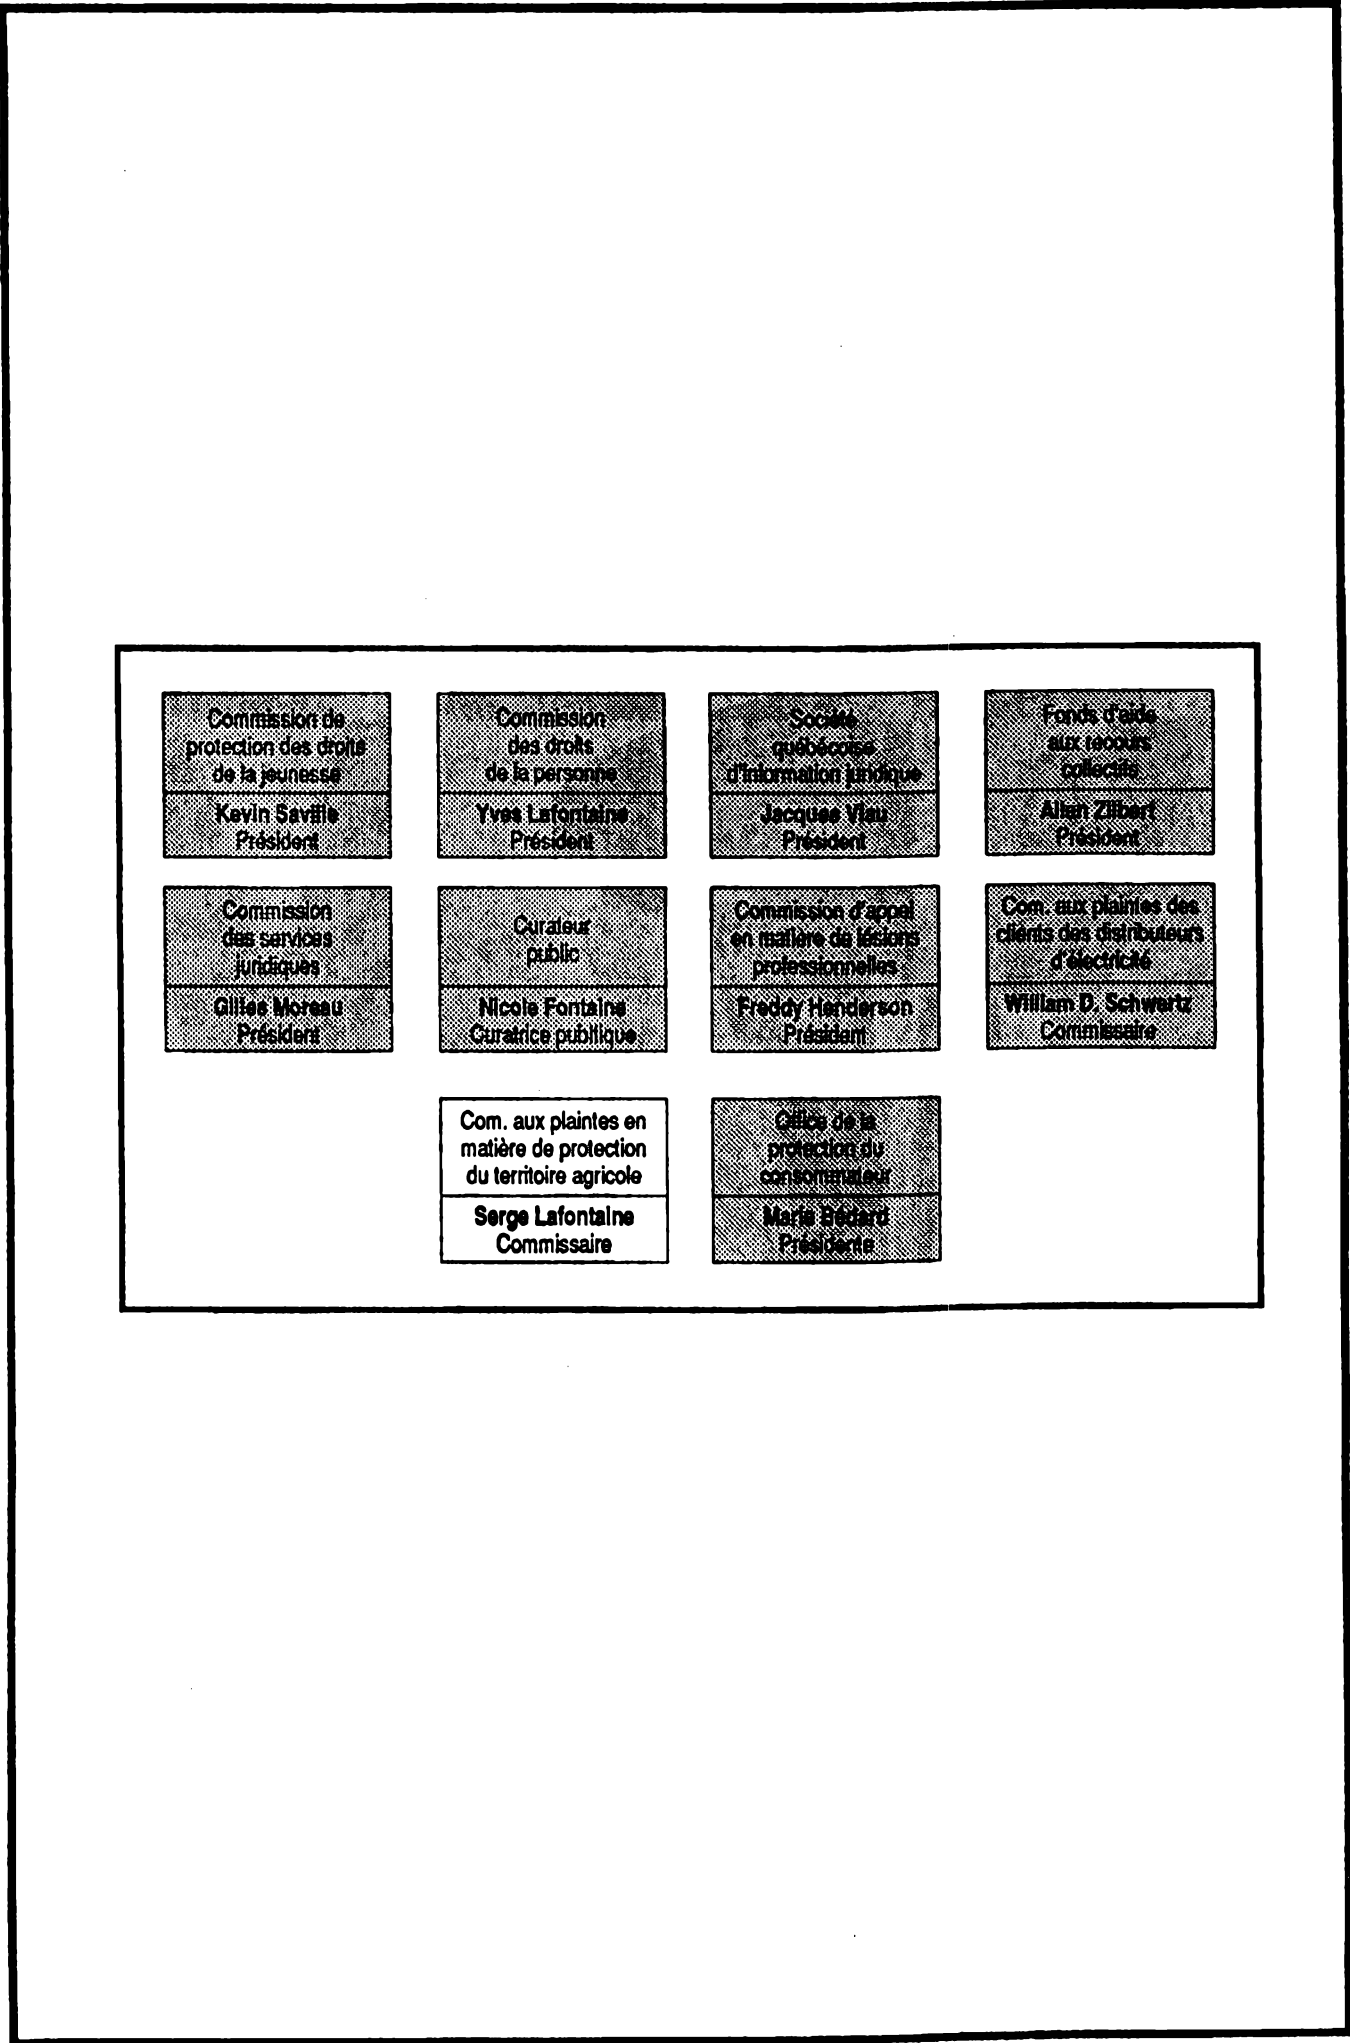 Commission de
protection des droits
de la jeunesse
Kevin Saville
Président
Commission
des droits
de la personne
Yves Lafontaine
Président
Société
québécoise
d'information juridique
Jacques Viau
Président
Fonds d'aide
aux recours
collectifs
Allan Zilbert
Président
Commission
des services
juridiques
Gilles Moreau
Président
Curateur
public
Nicole Fontaine
Curatrice publique
Commission d'appel
en matière de lésions
professionnelles
Freddy Henderson
Président
Com. aux plaintes des
clients des distributeurs
d'électricité
William D. Schwartz
Commissaire
Com. aux plaintes en
matière de protection
du territoire agricole
Serge Lafontaine
Commissaire
Office de la
protection du
consommateur
Marie Bédard
Présidente